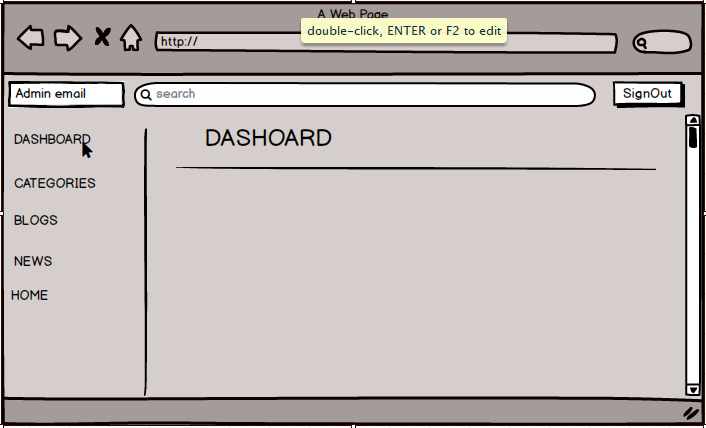 A Web Page
double-click, ENTER or F2 to edit
http://
Admin email
search
SignOut
DASHBOARD
DASHOARD
CATEGORIES
BLOGS
NEWS
HOME